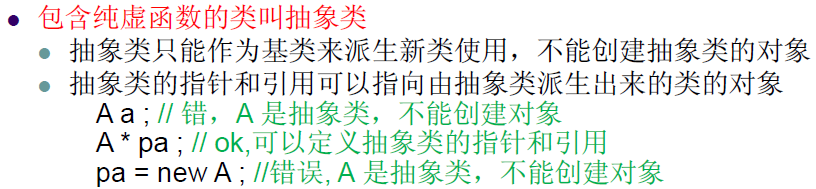 包含纯虚函数的类叫抽象类
抽象类只能作为基类来派生新类使用，不能创建抽象类的对象
抽象类的指针和引用可以指向由抽象类派生出来的类的对象
A a ; // 错，A 是抽象类，不能创建对象
A * pa ; // ok,可以定义抽象类的指针和引用
pa = new A ; //错误, A 是抽象类，不能创建对象